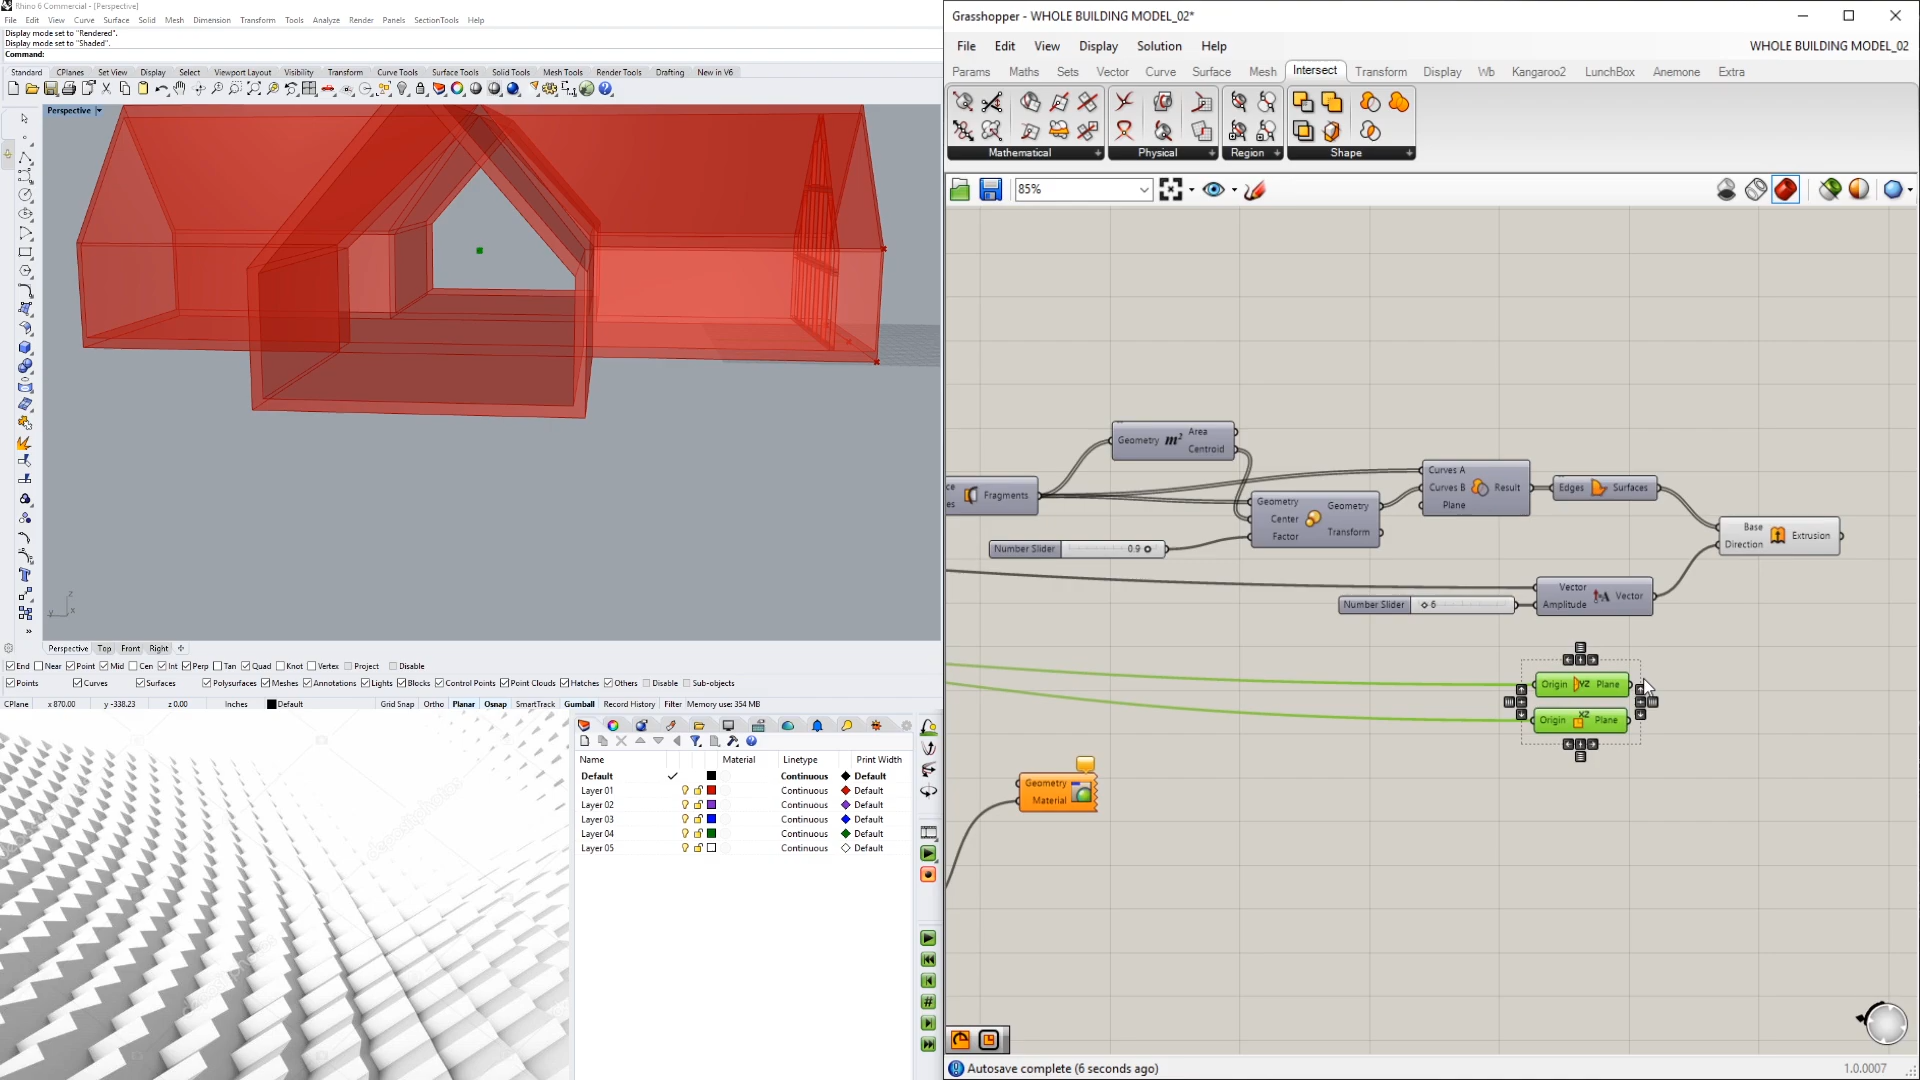 Rhino 6 Commercial - [Perspective]
File Edit View Curve Surface Solid Mesh Dimension Transform Tools Analyze Render Panels SectionTools Help
Display mode set to "Rendered".
Display mode set to "Shaded".
Command:
Standard CPlanes Set View Display Select Viewport Layout Visibility Transform Curve Tools Surface Tools Solid Tools Mesh Tools Render Tools Drafting New in V6
Perspective
z
y x
Perspective Top Front Right
End Near Point Mid Cen Int Perp Tan Quad Knot Vertex Project Disable
Points Curves Surfaces Polysurfaces Meshes Annotations Lights Blocks Control Points Point Clouds Hatches Others Disable Sub-objects
CPlane x 870.00 y -338.23 z 0.00 Inches Default Grid Snap Ortho Planar Osnap SmartTrack Gumball Record History Filter Memory use: 354 MB
Name Material Linetype Print Width
Default Continuous Default
Layer 01 Continuous Default
Layer 02 Continuous Default
Layer 03 Continuous Default
Layer 04 Continuous Default
Layer 05 Continuous Default
Grasshopper - WHOLE BUILDING MODEL_02*
File Edit View Display Solution Help WHOLE BUILDING MODEL_02
Params Maths Sets Vector Curve Surface Mesh Intersect Transform Display Wb Kangaroo2 LunchBox Anemone Extra
Mathematical Physical Region Shape
85%
Geometry m² Area
Centroid
ce
es
Fragments
Geometry
Center
Factor
Geometry
Transform
Number Slider 0.9
Curves A
Curves B
Plane
Result
Edges Surfaces
Base
Direction
Extrusion
Vector
Amplitude
Vector
Number Slider 6
Origin YZ Plane
Origin XZ Plane
Geometry
Material
Autosave complete (6 seconds ago) 1.0.0007